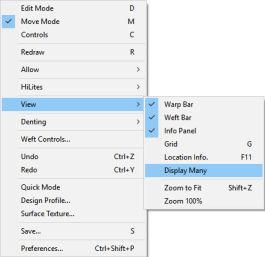 Edit Mode D
Move Mode M
Controls C
Redraw R
Allow
HiLites
View
Denting
Weft Controls...
Undo Ctrl+Z
Redo Ctrl+Y
Quick Mode
Design Profile...
Surface Texture...
Save... S
Preferences... Ctrl+Shift+P
Warp Bar
Weft Bar
Info Panel
Grid G
Location Info. F11
Display Many
Zoom to Fit Shift+Z
Zoom 100%